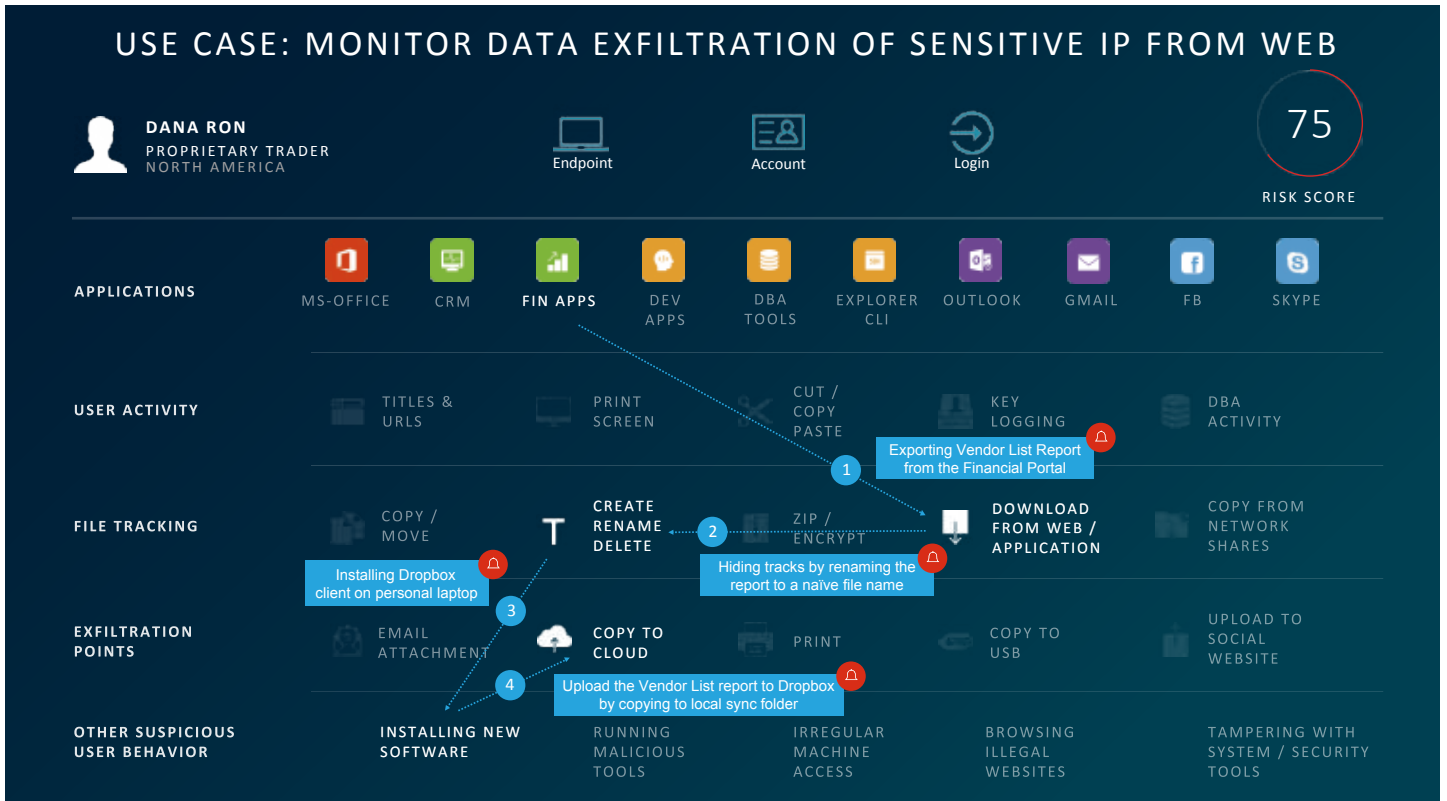 USE CASE: MONITOR DATA EXFILTRATION OF SENSITIVE IP FROM WEB
DANA RON
PROPRIETARY TRADER
NORTH AMERICA
Endpoint
Account
Login
75
RISK SCORE
APPLICATIONS
MS-OFFICE
CRM
FIN APPS
DEV
APPS
DBA
TOOLS
EXPLORER
CLI
OUTLOOK
GMAIL
FB
SKYPE
USER ACTIVITY
TITLES &
URLS
PRINT
SCREEN
CUT /
COPY
PASTE
KEY
LOGGING
DBA
ACTIVITY
Exporting Vendor List Report
from the Financial Portal
1
FILE TRACKING
COPY /
MOVE
T
CREATE
RENAME
DELETE
2
ZIP /
ENCRYPT
DOWNLOAD
FROM WEB /
APPLICATION
COPY FROM
NETWORK
SHARES
Installing Dropbox
client on personal laptop
Hiding tracks by renaming the
report to a naïve file name
3
EXFILTRATION
POINTS
EMAIL
ATTACHMENT
COPY TO
CLOUD
PRINT
COPY TO
USB
UPLOAD TO
SOCIAL
WEBSITE
4
Upload the Vendor List report to Dropbox
by copying to local sync folder
OTHER SUSPICIOUS
USER BEHAVIOR
INSTALLING NEW
SOFTWARE
RUNNING
MALICIOUS
TOOLS
IRREGULAR
MACHINE
ACCESS
BROWSING
ILLEGAL
WEBSITES
TAMPERING WITH
SYSTEM / SECURITY
TOOLS